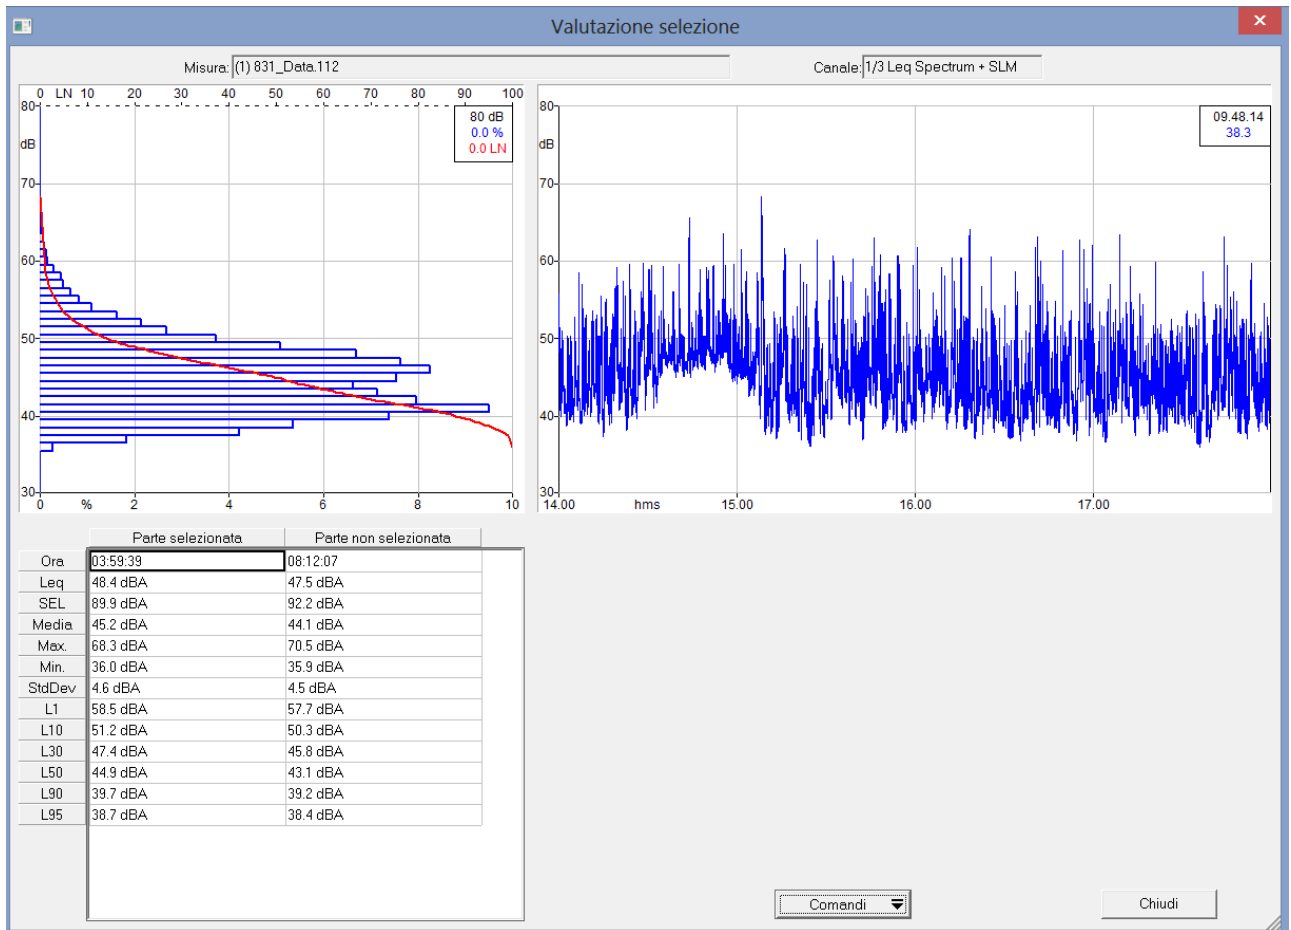 Valutazione selezione
Misura: (1) 831_Data.112 Canale: 1/3 Leq Spectrum + SLM
0 LN 10 20 30 40 50 60 70 80 90 100
80 dB
0.0 %
0.0 LN
80
dB
70
60
50
40
30
0 % 2 4 6 8 10
09.48.14
38.3
80
dB
70
60
50
40
30
14.00 hms 15.00 16.00 17.00
Parte selezionata Parte non selezionata
Ora 03:59:39 08:12:07
Leq 48.4 dBA 47.5 dBA
SEL 89.9 dBA 92.2 dBA
Media 45.2 dBA 44.1 dBA
Max. 68.3 dBA 70.5 dBA
Min. 36.0 dBA 35.9 dBA
StdDev 4.6 dBA 4.5 dBA
L1 58.5 dBA 57.7 dBA
L10 51.2 dBA 50.3 dBA
L30 47.4 dBA 45.8 dBA
L50 44.9 dBA 43.1 dBA
L90 39.7 dBA 39.2 dBA
L95 38.7 dBA 38.4 dBA
Comandi Chiudi